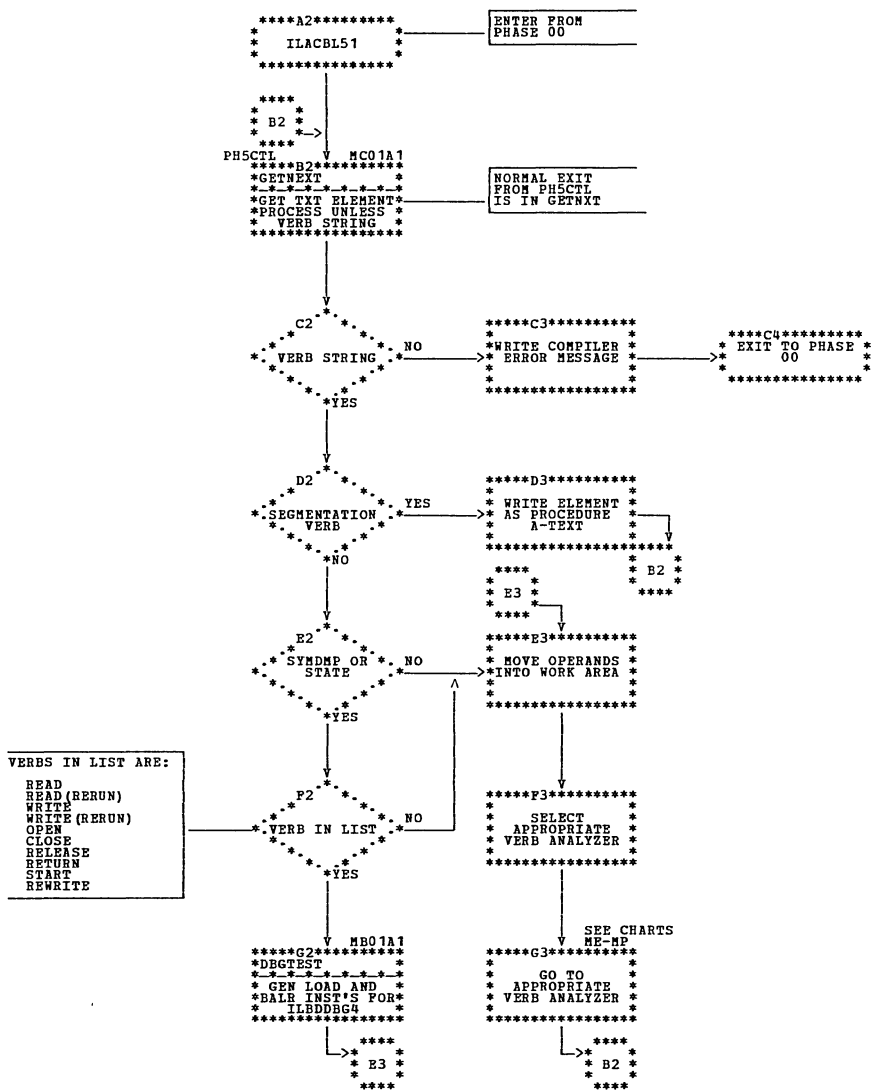 A2
ILACBL51
ENTER FROM
PHASE 00
B2
PH5CTL
MC01A1
B2
GETNEXT
GET TXT ELEMENT
PROCESS UNLESS
VERB STRING
NORMAL EXIT
FROM PH5CTL
IS IN GETNXT
C2
VERB STRING
NO
YES
C3
WRITE COMPILER
ERROR MESSAGE
C4
EXIT TO PHASE
00
D2
SEGMENTATION
VERB
YES
NO
D3
WRITE ELEMENT
AS PROCEDURE
A-TEXT
B2
E3
E2
SYMDMP OR
STATE
NO
YES
E3
MOVE OPERANDS
INTO WORK AREA
VERBS IN LIST ARE:
READ
READ(RERUN)
WRITE
WRITE(RERUN)
OPEN
CLOSE
RELEASE
RETURN
START
REWRITE
F2
VERB IN LIST
NO
YES
F3
SELECT
APPROPRIATE
VERB ANALYZER
MB01A1
G2
DBGTEST
GEN LOAD AND
BALR INST'S FOR
ILBDDBG4
E3
SEE CHARTS
ME-MP
G3
GO TO
APPROPRIATE
VERB ANALYZER
B2